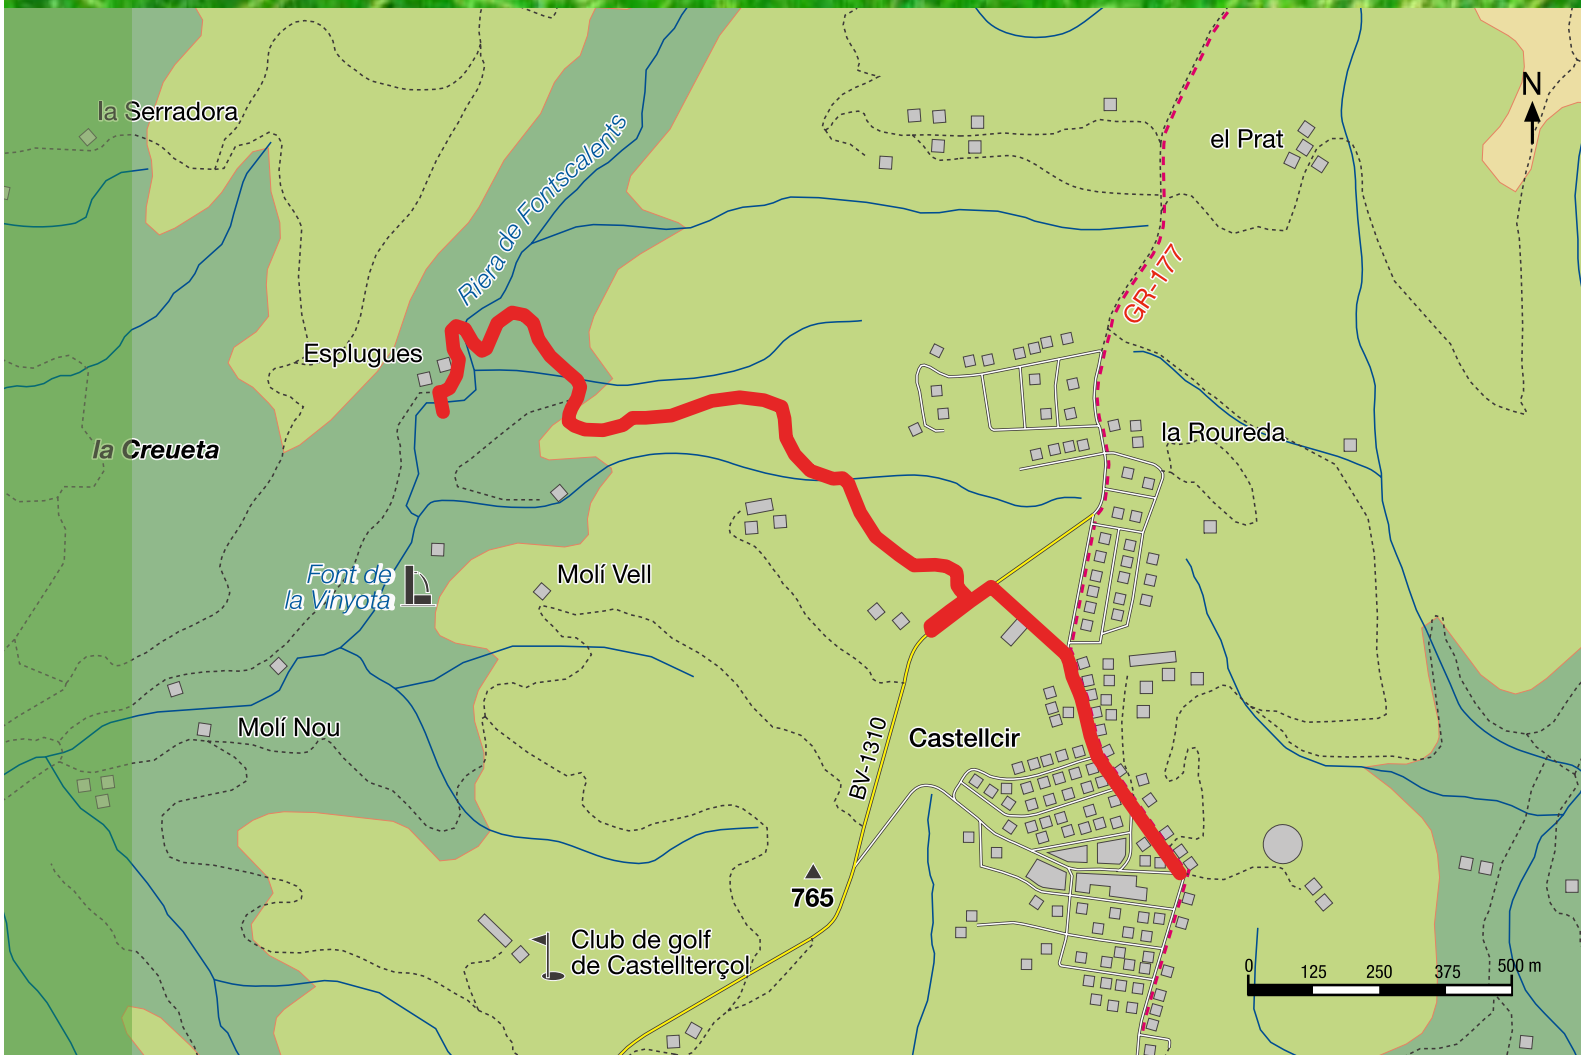 N
la Serradora
el Prat
Riera de Fontscalents
GR-177
Esplugues
la Roureda
la Creueta
Font de
la Vinyota
Molí Vell
Molí Nou
BV-1310
Castellcir
765
Club de golf
de Castellterçol
0 125 250 375 500 m